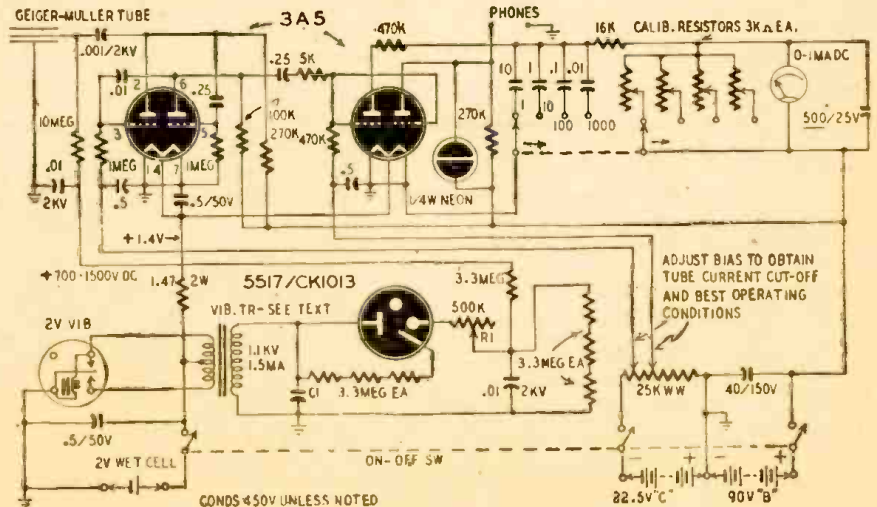 GEIGER-MULLER TUBE
3A5
PHONES
.001/2KV
.470K
16K
CALIB. RESISTORS 3KΩ EA.
0-1MA DC
.25
5K
.01
2
6
.25
10
1
.1
.01
10MEG
3
5
100K
270K
470K
270K
1
10
100
1000
500/25V
1MEG
1MEG
.01
2KV
.5
1
4
7
.5/50V
.5
1/4W NEON
+1.4V
+700-1500V DC
1.47
2W
5517/CK1013
3.3MEG
ADJUST BIAS TO OBTAIN
TUBE CURRENT CUT-OFF
AND BEST OPERATING
CONDITIONS
2V VIB
VIB. TR-SEE TEXT
500K
R1
1.1KV
1.5MA
3.3MEG EA
C1
3.3MEG EA
.01
2KV
25KWW
40/150V
.5/50V
2V WET CELL
ON-OFF SW
- + - +
22.5V "C"
90V "B"
CONDS 450V UNLESS NOTED